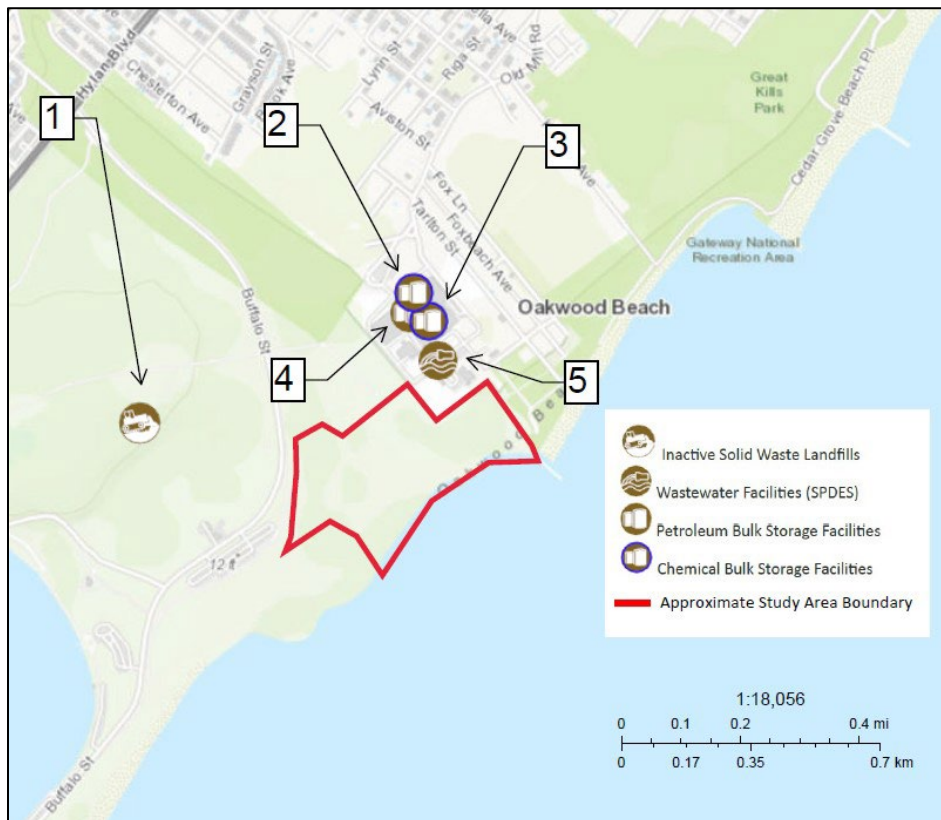 Hylan Blvd
Chesterton Ave
Grayson St
Lynn St
Riga St
Old Mill Rd
Aviston St
Great
Kills
Park
Cedar Grove Beach Pl
1
2
3
Fox Ln
Foxbeach Ave
Tarlton St
Ave
Gateway National
Recreation Area
Buffalo St
Oakwood Beach
4
5
Inactive Solid Waste Landfills
Wastewater Facilities (SPDES)
Petroleum Bulk Storage Facilities
Chemical Bulk Storage Facilities
Approximate Study Area Boundary
12 ft
Buffalo St
1:18,056
0 0.1 0.2 0.4 mi
0 0.17 0.35 0.7 km